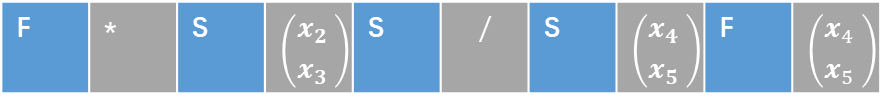 F * S (x₂ x₃) S / S (x₄ x₅) F (x₄ x₅)